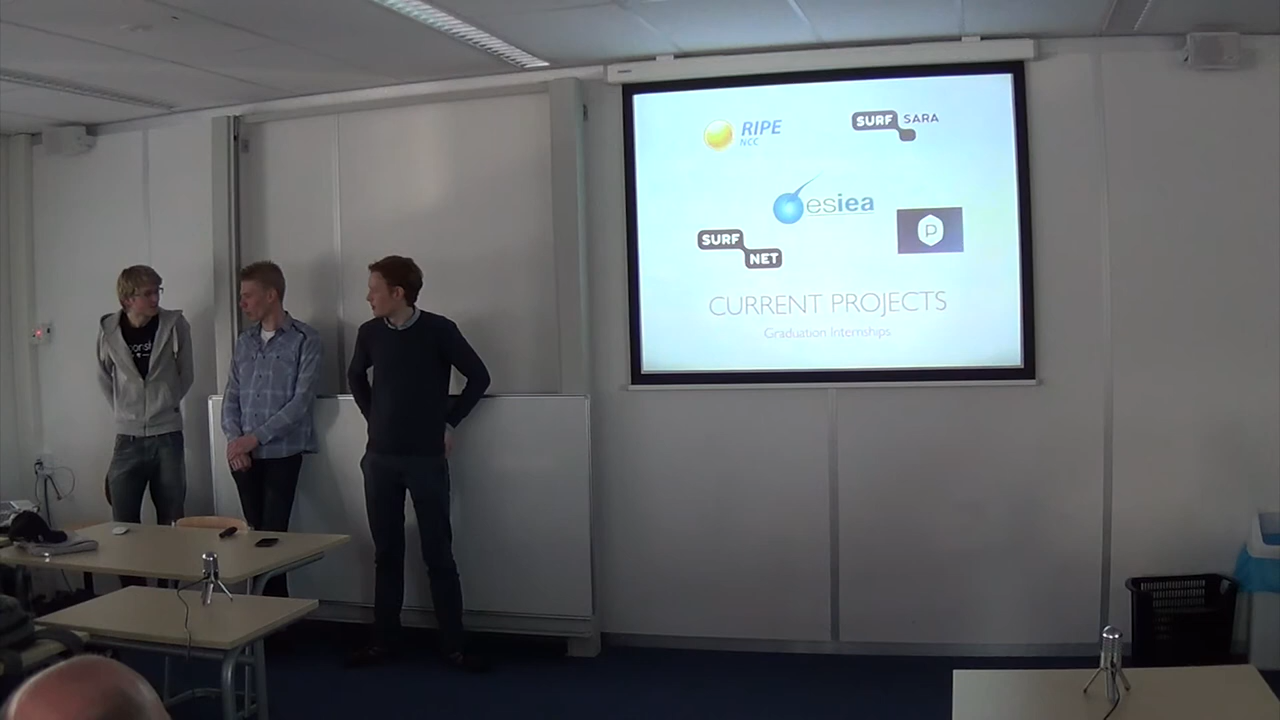 RIPE
NCC
SURF SARA
esiea
SURF
NET
P
CURRENT PROJECTS
Graduation Internships